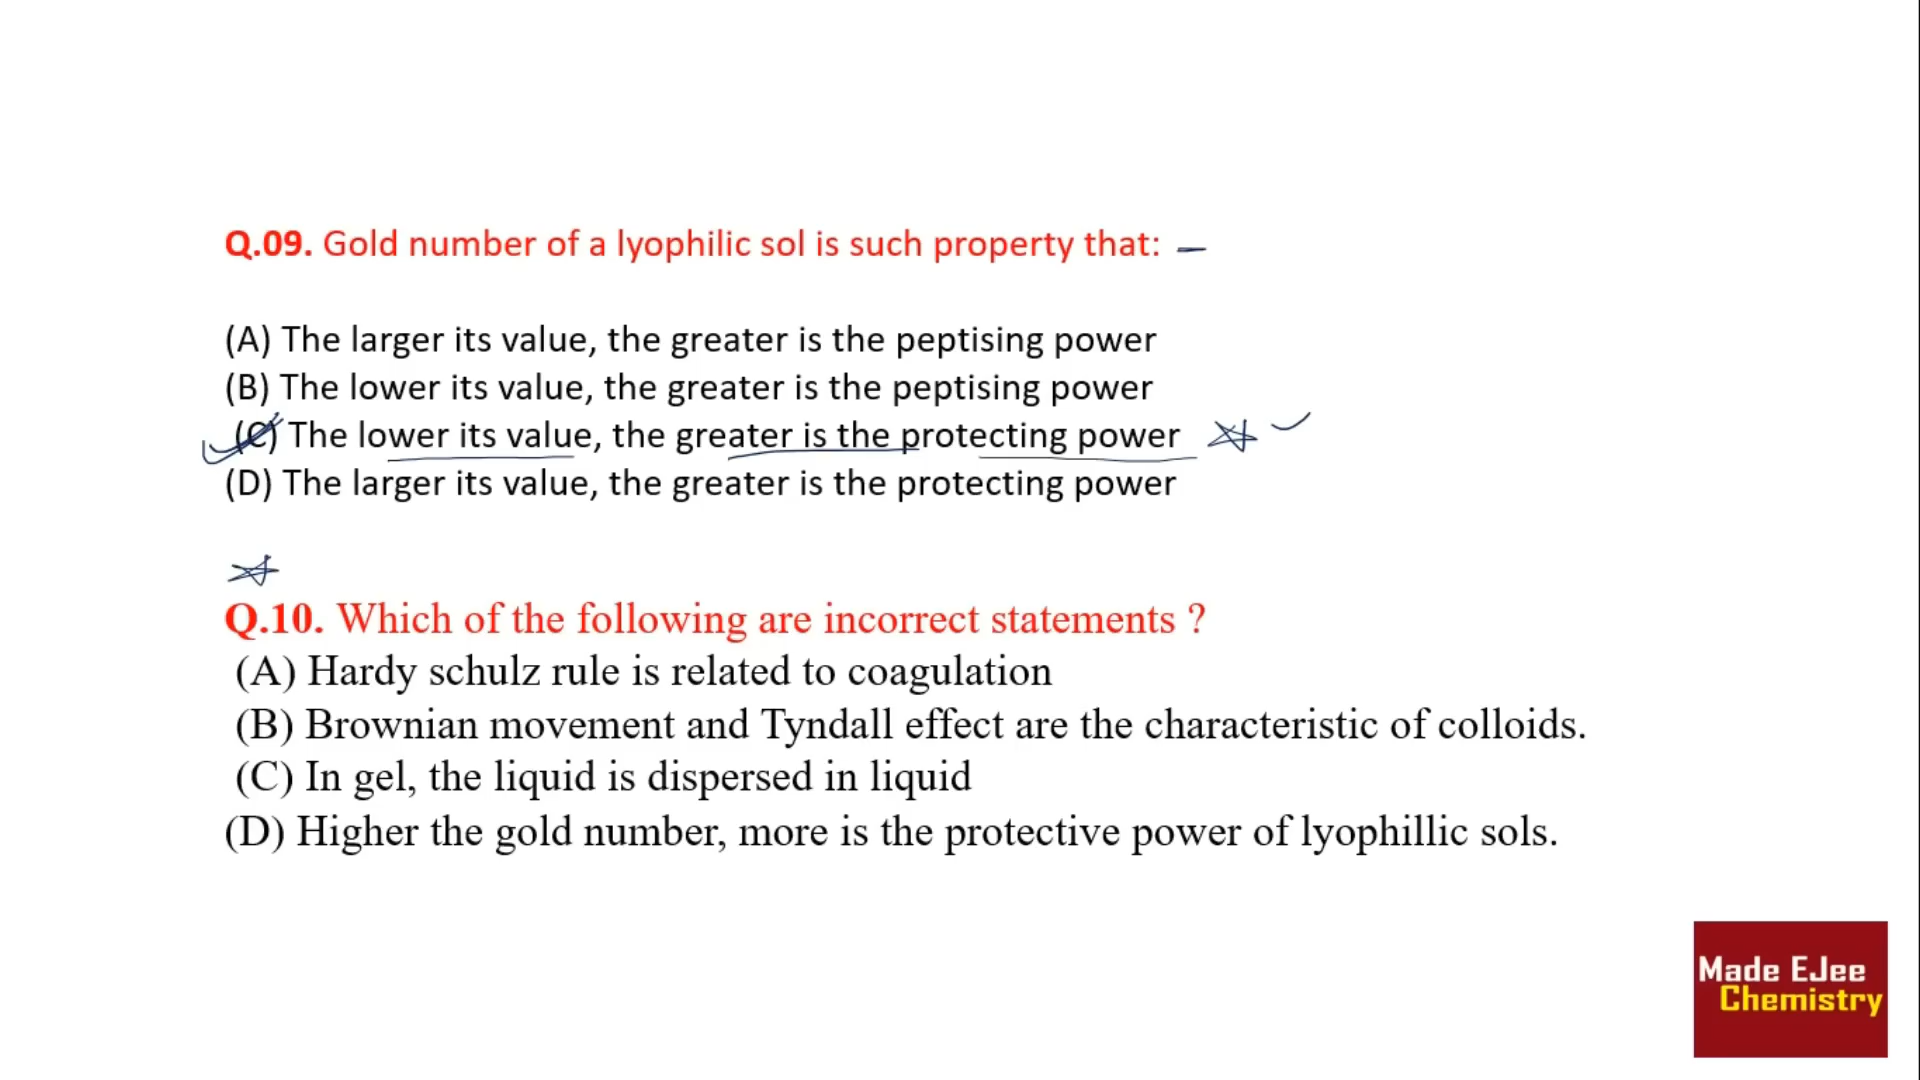 Q.09. Gold number of a lyophilic sol is such property that:
(A) The larger its value, the greater is the peptising power
(B) The lower its value, the greater is the peptising power
(C) The lower its value, the greater is the protecting power
(D) The larger its value, the greater is the protecting power
Q.10. Which of the following are incorrect statements ?
(A) Hardy schulz rule is related to coagulation
(B) Brownian movement and Tyndall effect are the characteristic of colloids.
(C) In gel, the liquid is dispersed in liquid
(D) Higher the gold number, more is the protective power of lyophillic sols.
Made EJee
Chemistry